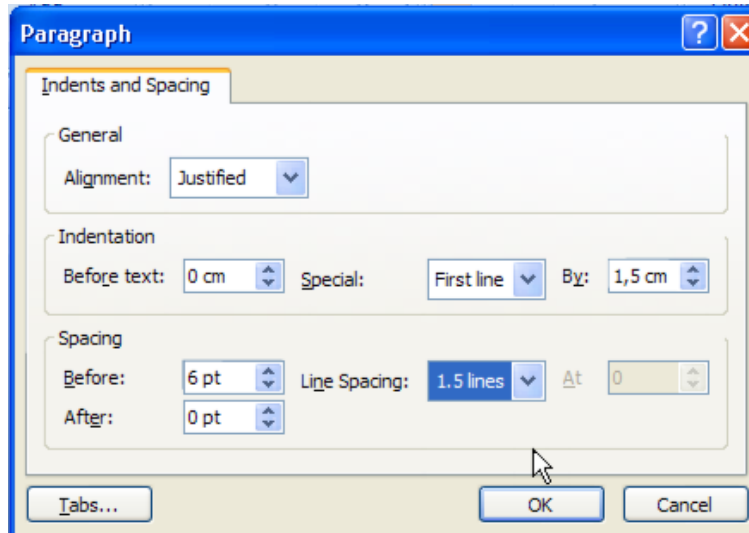 Paragraph
Indents and Spacing
General
Alignment: Justified
Indentation
Before text: 0 cm Special: First line By: 1,5 cm
Spacing
Before: 6 pt Line Spacing: 1.5 lines At 0
After: 0 pt
Tabs... OK Cancel